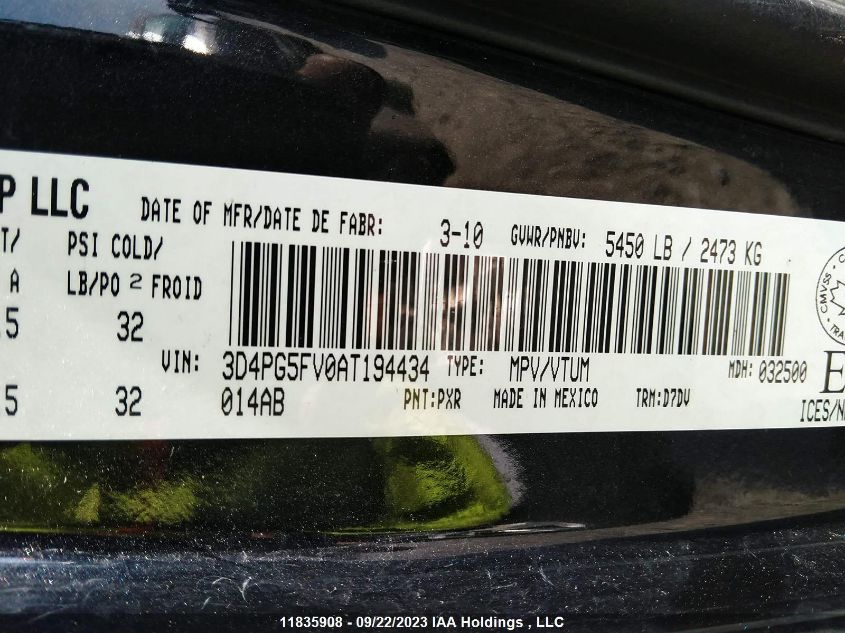 P LLC
DATE OF MFR/DATE DE FABR: 3-10 GVWR/PNBV: 5450 LB / 2473 KG
T/ PSI COLD/
A LB/PO 2 FROID
.5 32
VIN: 3D4PG5FV0AT194434 TYPE: MPV/VTUM MDH: 032500
5 32 014AB PNT:PXR MADE IN MEXICO TRM:D7DV
ICES/N
CMVSS
11835908 - 09/22/2023 IAA Holdings , LLC